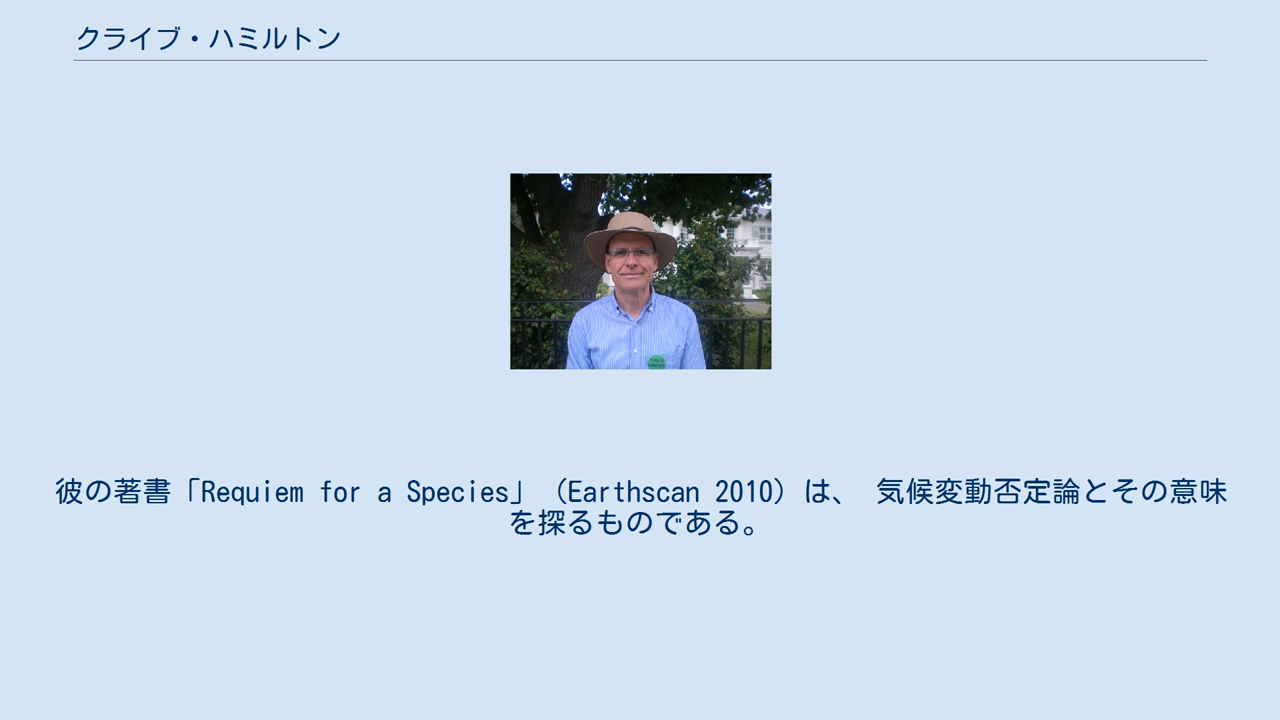 クライブ・ハミルトン
彼の著書「Requiem for a Species」（Earthscan 2010）は、 気候変動否定論とその意味
を探るものである。